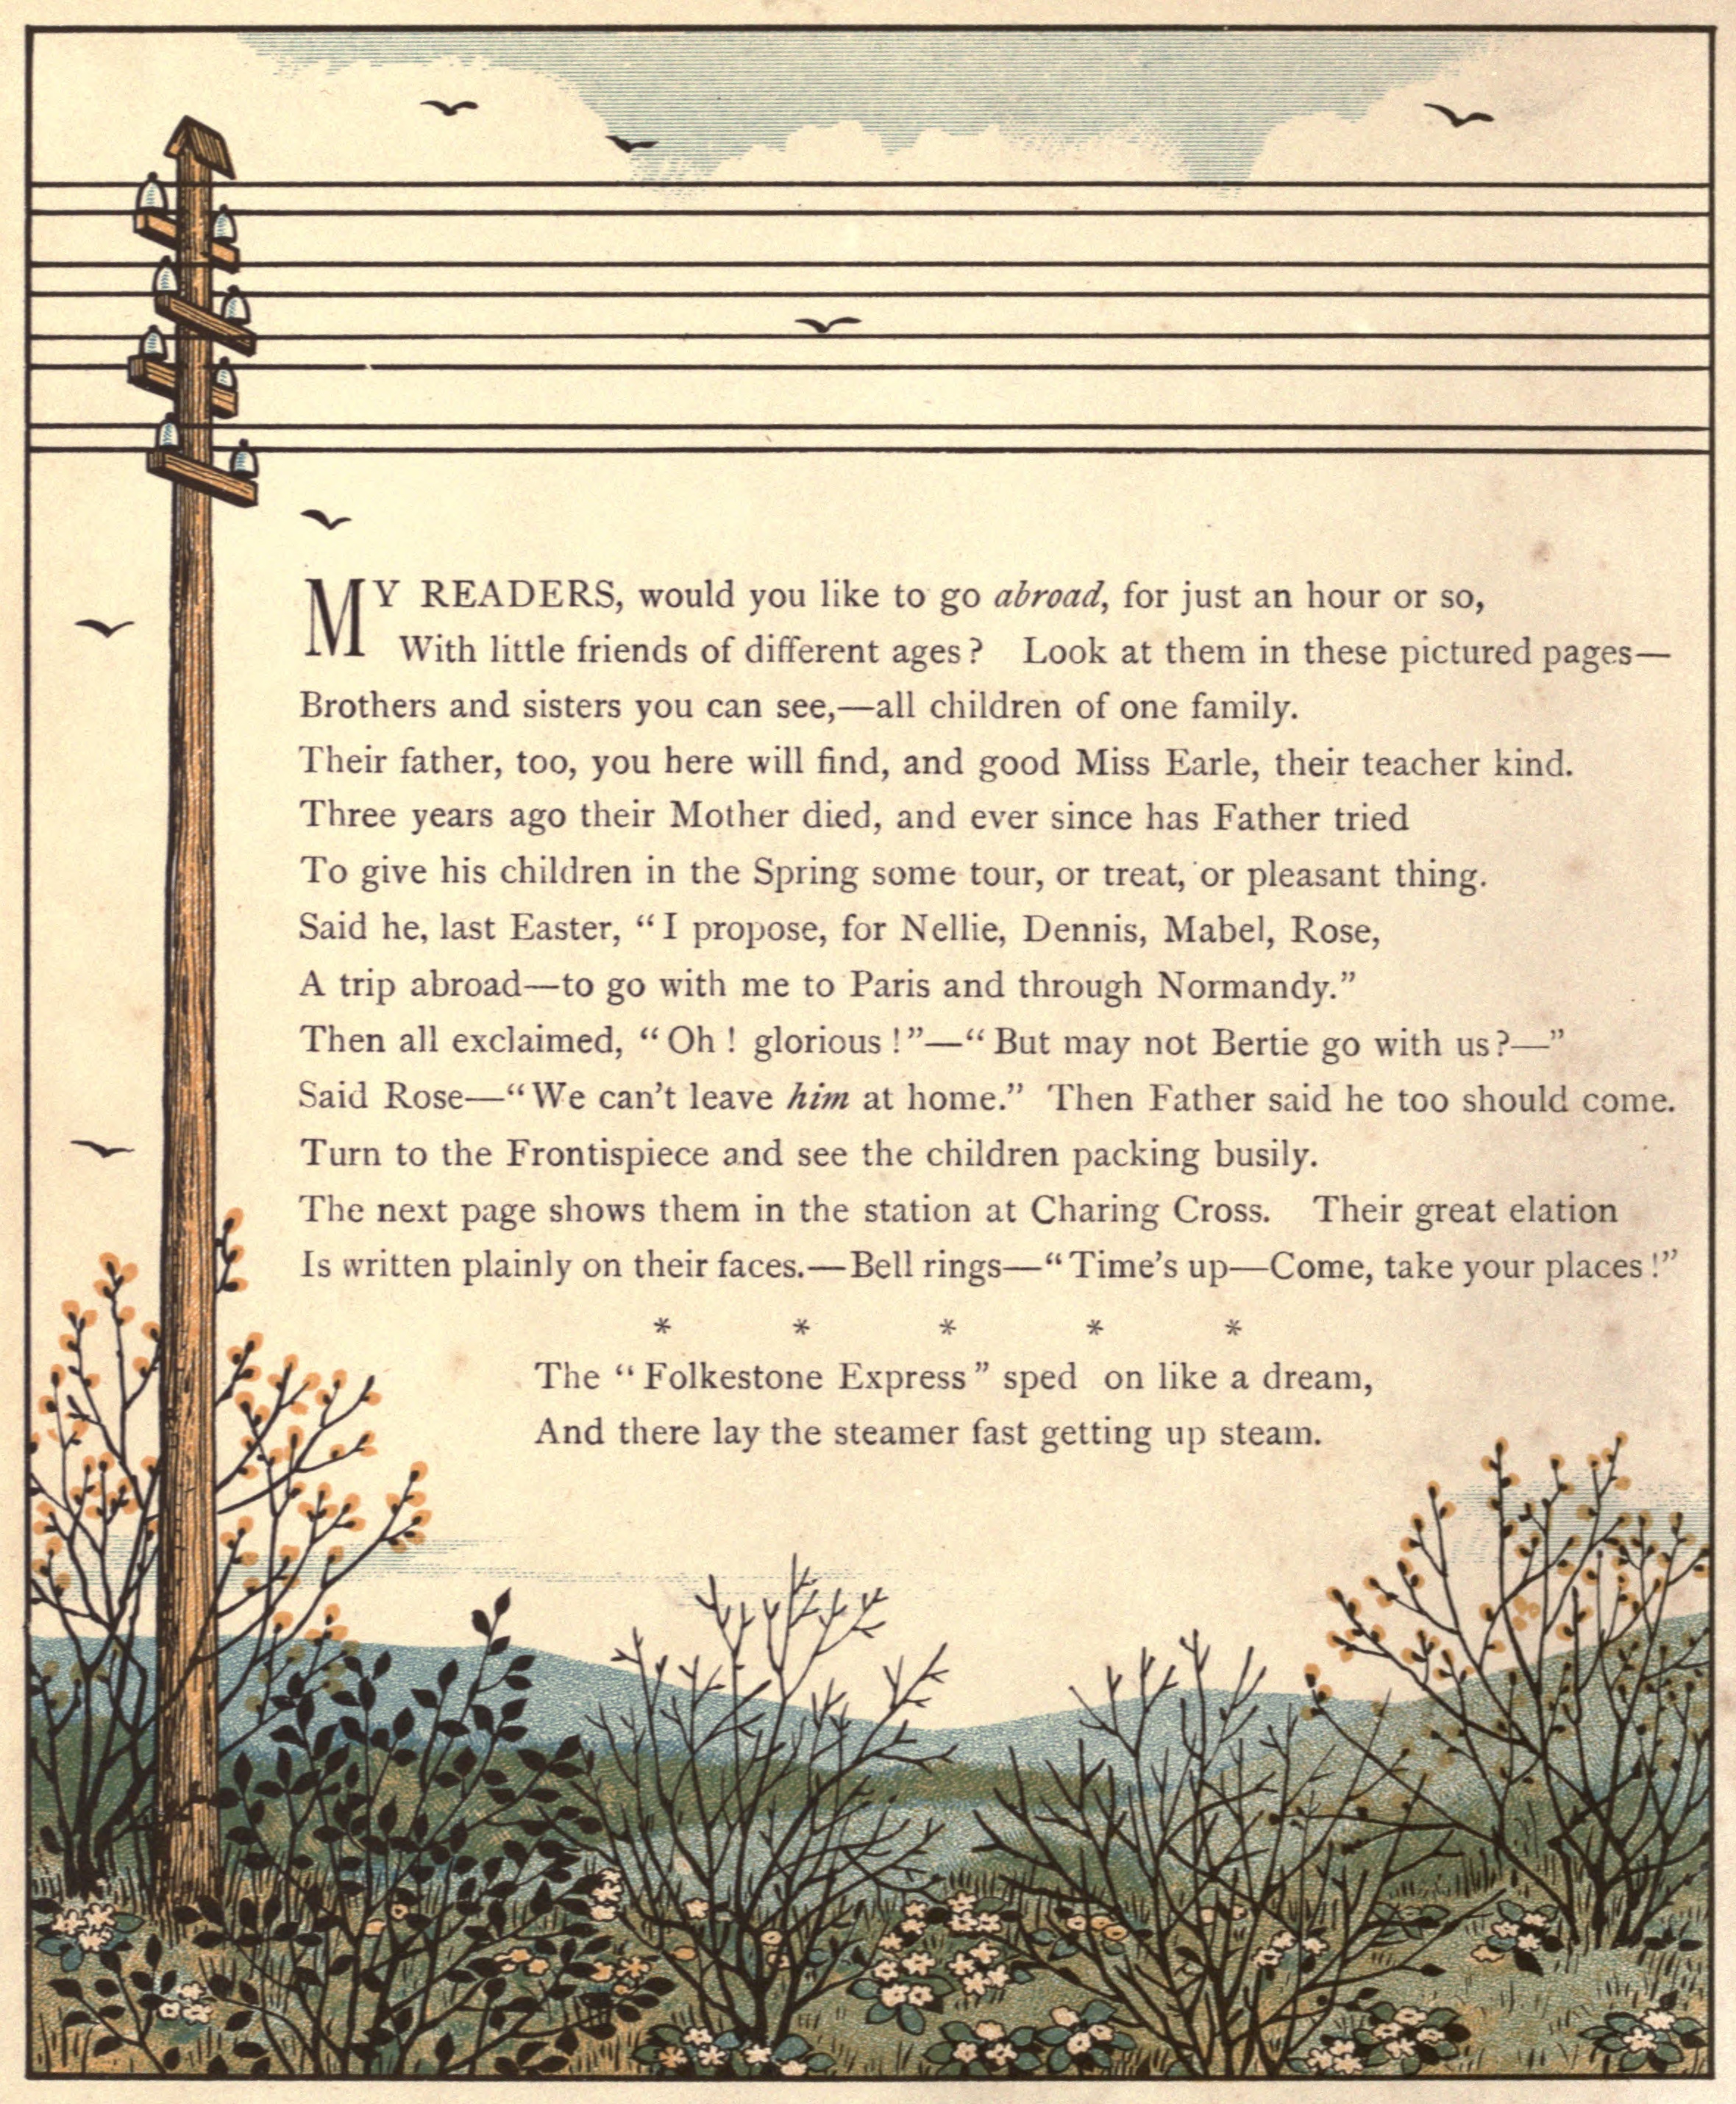 MY READERS, would you like to go abroad, for just an hour or so,
With little friends of different ages? Look at them in these pictured pages—
Brothers and sisters you can see,—all children of one family.
Their father, too, you here will find, and good Miss Earle, their teacher kind.
Three years ago their Mother died, and ever since has Father tried
To give his children in the Spring some tour, or treat, or pleasant thing.
Said he, last Easter, “I propose, for Nellie, Dennis, Mabel, Rose,
A trip abroad—to go with me to Paris and through Normandy.”
Then all exclaimed, “Oh! glorious!”—“But may not Bertie go with us?—”
Said Rose—“We can't leave him at home.” Then Father said he too should come.
Turn to the Frontispiece and see the children packing busily.
The next page shows them in the station at Charing Cross. Their great elation
Is written plainly on their faces.—Bell rings—“Time's up—Come, take your places!”
* * * * *
The “Folkestone Express” sped on like a dream,
And there lay the steamer fast getting up steam.